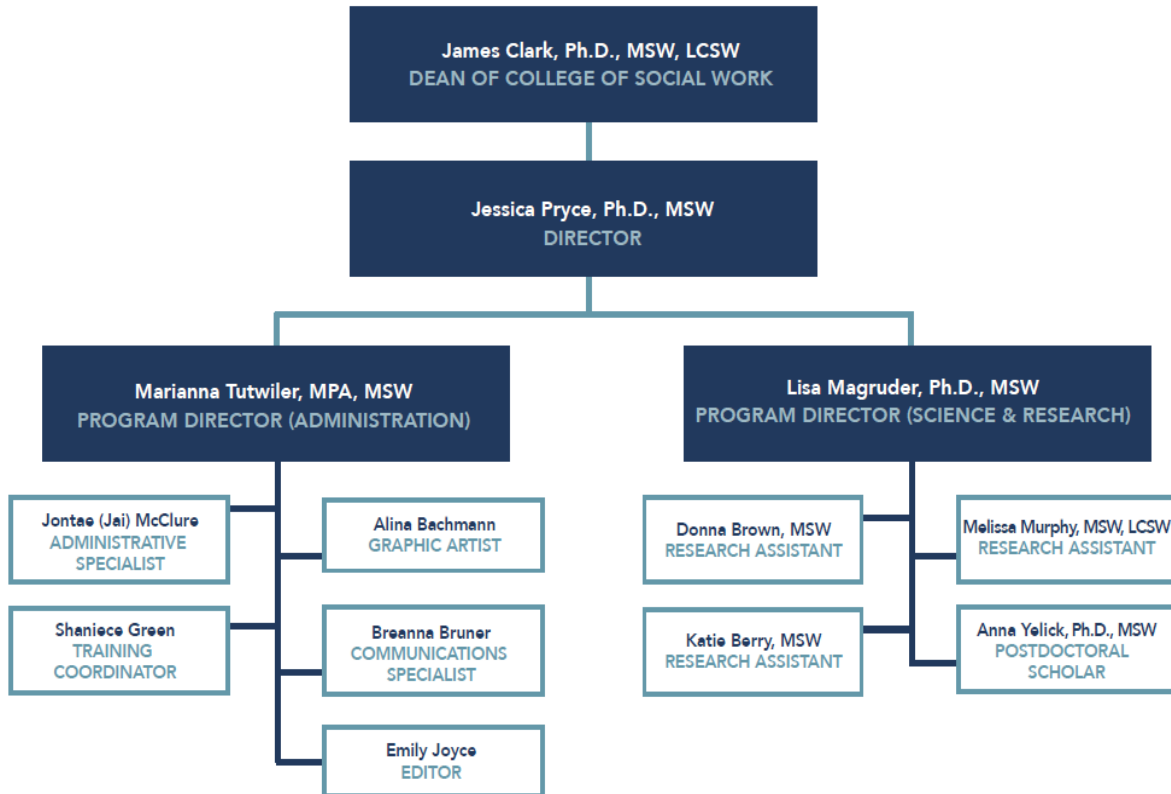 James Clark, Ph.D., MSW, LCSW
DEAN OF COLLEGE OF SOCIAL WORK
Jessica Pryce, Ph.D., MSW
DIRECTOR
Marianna Tutwiler, MPA, MSW
PROGRAM DIRECTOR (ADMINISTRATION)
Jontae (Jai) McClure
ADMINISTRATIVE
SPECIALIST
Alina Bachmann
GRAPHIC ARTIST
Shaniece Green
TRAINING
COORDINATOR
Breanna Bruner
COMMUNICATIONS
SPECIALIST
Emily Joyce
EDITOR
Lisa Magruder, Ph.D., MSW
PROGRAM DIRECTOR (SCIENCE & RESEARCH)
Donna Brown, MSW
RESEARCH ASSISTANT
Melissa Murphy, MSW, LCSW
RESEARCH ASSISTANT
Katie Berry, MSW
RESEARCH ASSISTANT
Anna Yelick, Ph.D., MSW
POSTDOCTORAL
SCHOLAR